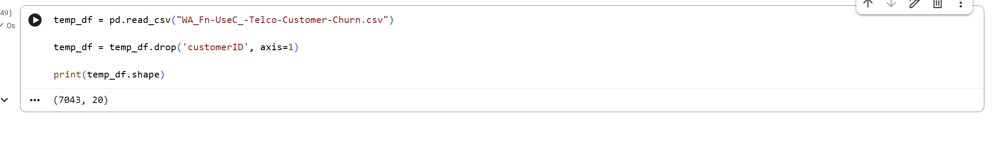 49]
0s
temp_df = pd.read_csv("WA_Fn-UseC_-Telco-Customer-Churn.csv")
temp_df = temp_df.drop('customerID', axis=1)
print(temp_df.shape)
(7043, 20)